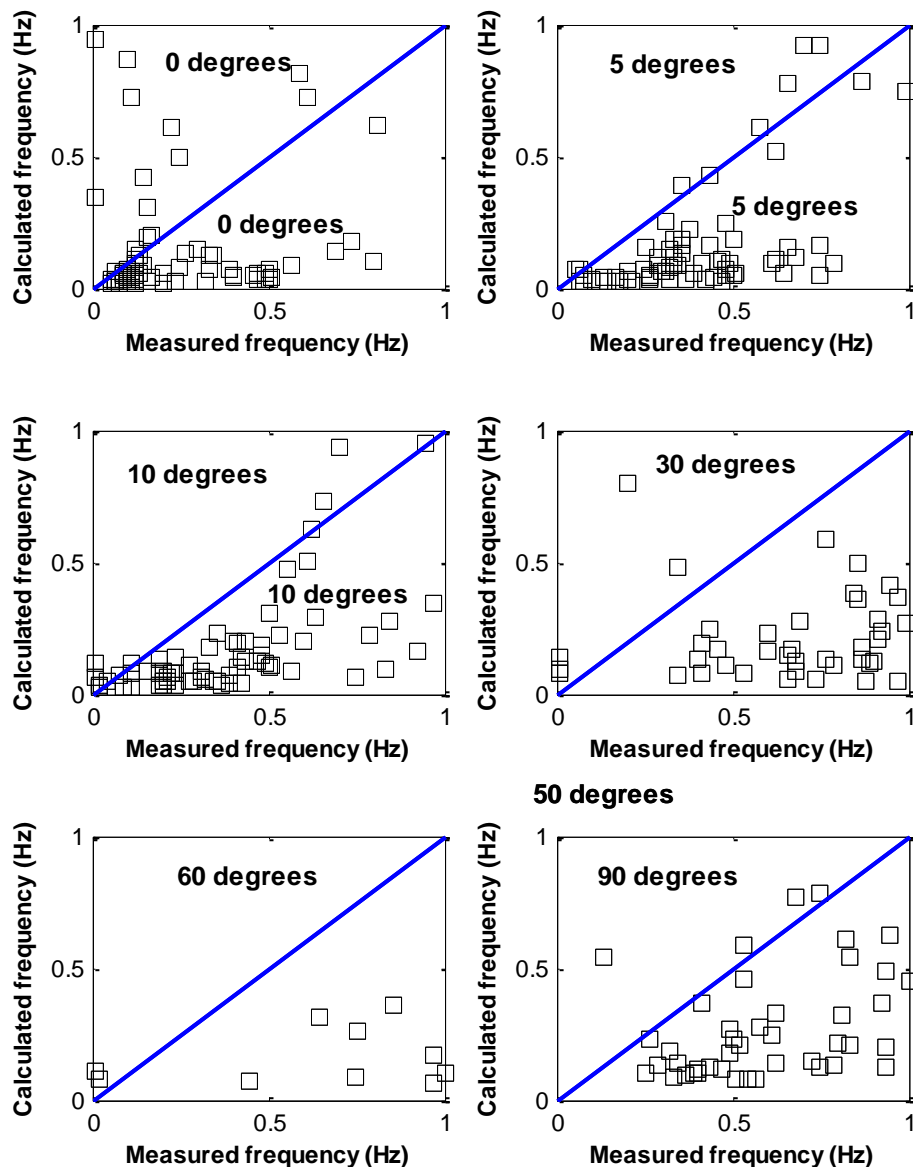 1
1
0 degrees
5 degrees
Calculated frequency (Hz)
Calculated frequency (Hz)
0.5
0.5
0 degrees
5 degrees
0
0
0
0.5
1
0
0.5
1
Measured frequency (Hz)
Measured frequency (Hz)
1
1
10 degrees
30 degrees
Calculated frequency (Hz)
Calculated frequency (Hz)
0.5
0.5
10 degrees
0
0
0
0.5
1
0
0.5
1
Measured frequency (Hz)
Measured frequency (Hz)
50 degrees
1
1
60 degrees
90 degrees
Calculated frequency (Hz)
Calculated frequency (Hz)
0.5
0.5
0
0
0
0.5
1
0
0.5
1
Measured frequency (Hz)
Measured frequency (Hz)